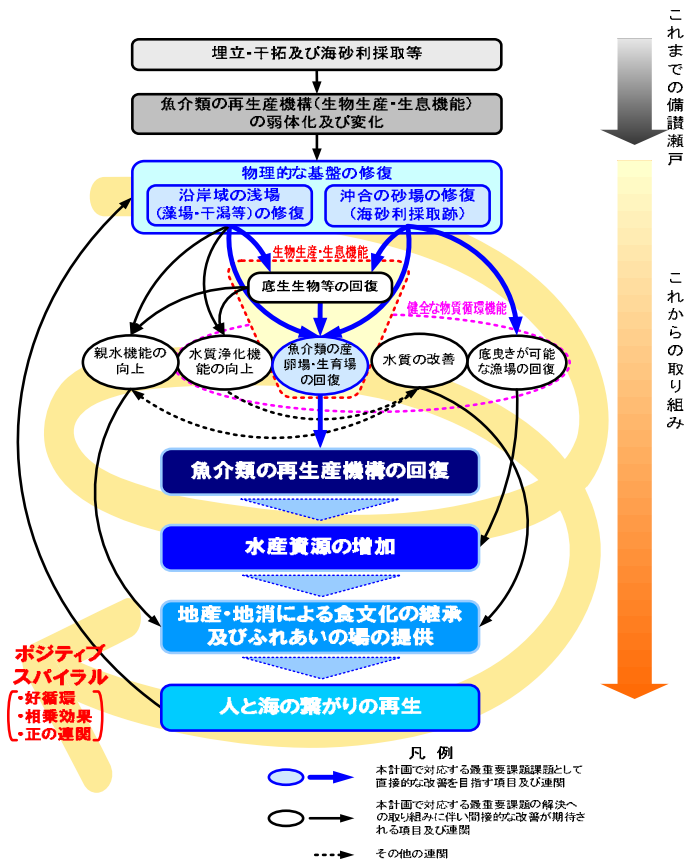 埋立・干拓及び海砂利採取等
魚介類の再生産機構(生物生産・生息機能)
の弱体化及び変化
これまでの備讃瀬戸
物理的な基盤の修復
沿岸域の浅場
(藻場・干潟等)の修復
沖合の砂場の修復
(海砂利採取跡)
生物生産・生息機能
底生生物等の回復
健全な物質循環機能
親水機能の
向上
水質浄化機
能の向上
魚介類の産
卵場・生育場
の回復
水質の改善
底曳きが可能
な漁場の回復
これからの取り組み
魚介類の再生産機構の回復
水産資源の増加
地産・地消による食文化の継承
及びふれあいの場の提供
人と海の繋がりの再生
ポジティブ
スパイラル
・好循環
・相乗効果
・正の連関
凡 例
本計画で対応する最重要課題課題として
直接的な改善を目指す項目及び連関
本計画で対応する最重要課題の解決へ
の取り組みに伴い間接的な改善が期待さ
れる項目及び連関
その他の連関